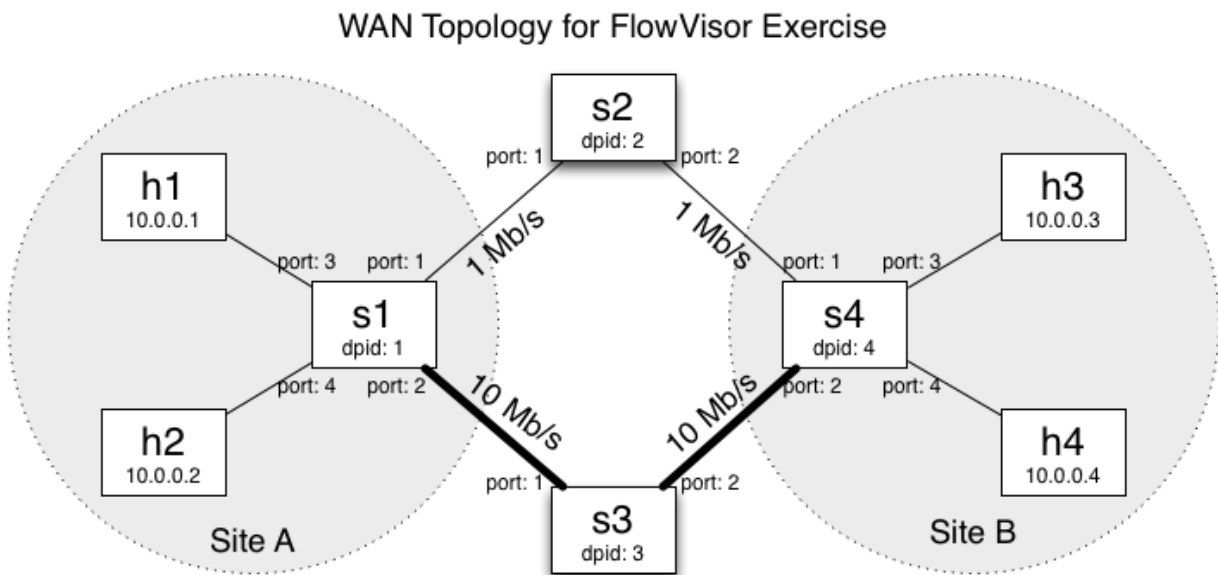 WAN Topology for FlowVisor Exercise
s2
dpid: 2
port: 1
port: 2
h1
10.0.0.1
h3
10.0.0.3
1 Mb/s
1 Mb/s
port: 3
port: 1
port: 1
port: 3
s1
dpid: 1
s4
dpid: 4
port: 4
port: 2
port: 2
port: 4
10 Mb/s
10 Mb/s
h2
10.0.0.2
h4
10.0.0.4
port: 1
port: 2
s3
dpid: 3
Site A
Site B